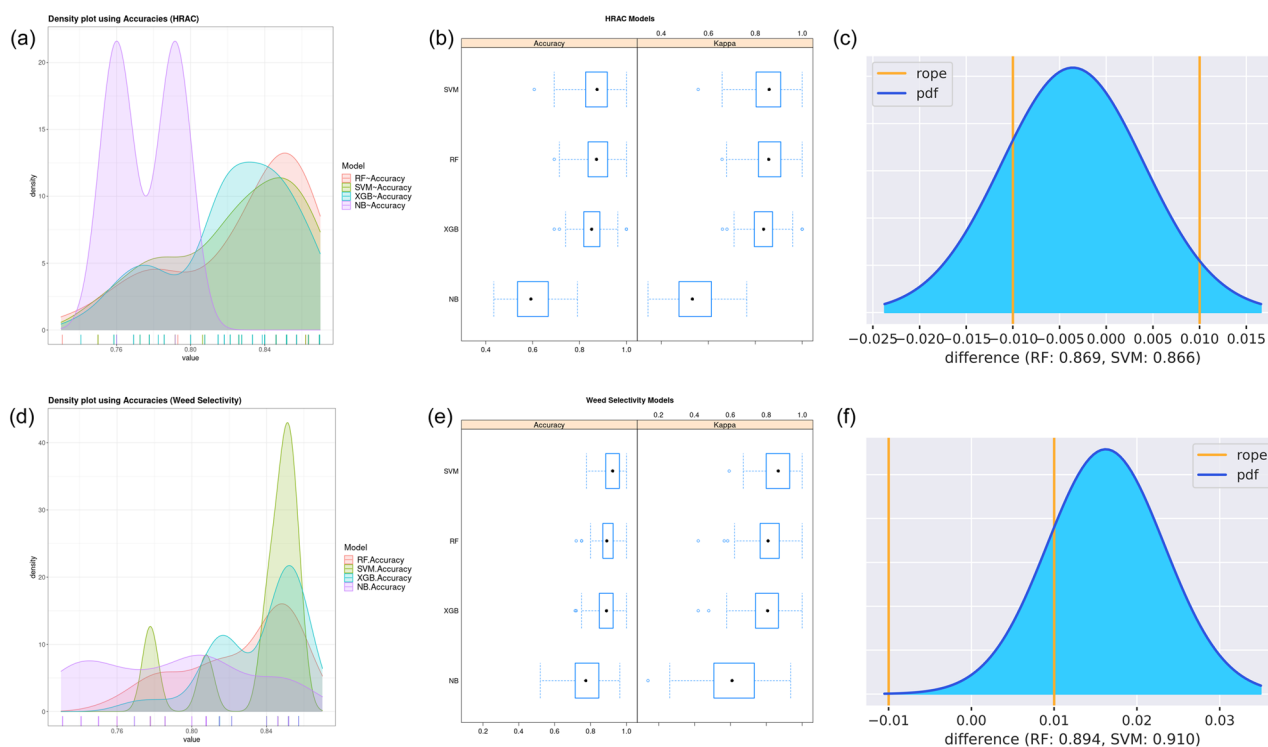 (a)
Density plot using Accuracies (HRAC)
20
15
10
5
0
density
0.76 0.80 0.84
value
Model
RF~Accuracy
SVM~Accuracy
XGB~Accuracy
NB~Accuracy
(b)
HRAC Models
0.4 0.6 0.8 1.0
Accuracy Kappa
SVM
RF
XGB
NB
0.4 0.6 0.8 1.0
(c)
rope
pdf
−0.025 −0.020 −0.015 −0.010 −0.005 0.000 0.005 0.010 0.015
difference (RF: 0.869, SVM: 0.866)
(d)
Density plot using Accuracies (Weed Selectivity)
40
30
20
10
0
density
0.76 0.80 0.84
value
Model
RF.Accuracy
SVM.Accuracy
XGB.Accuracy
NB.Accuracy
(e)
Weed Selectivity Models
0.2 0.4 0.6 0.8 1.0
Accuracy Kappa
SVM
RF
XGB
NB
0.2 0.4 0.6 0.8 1.0
(f)
rope
pdf
−0.01 0.00 0.01 0.02 0.03
difference (RF: 0.894, SVM: 0.910)